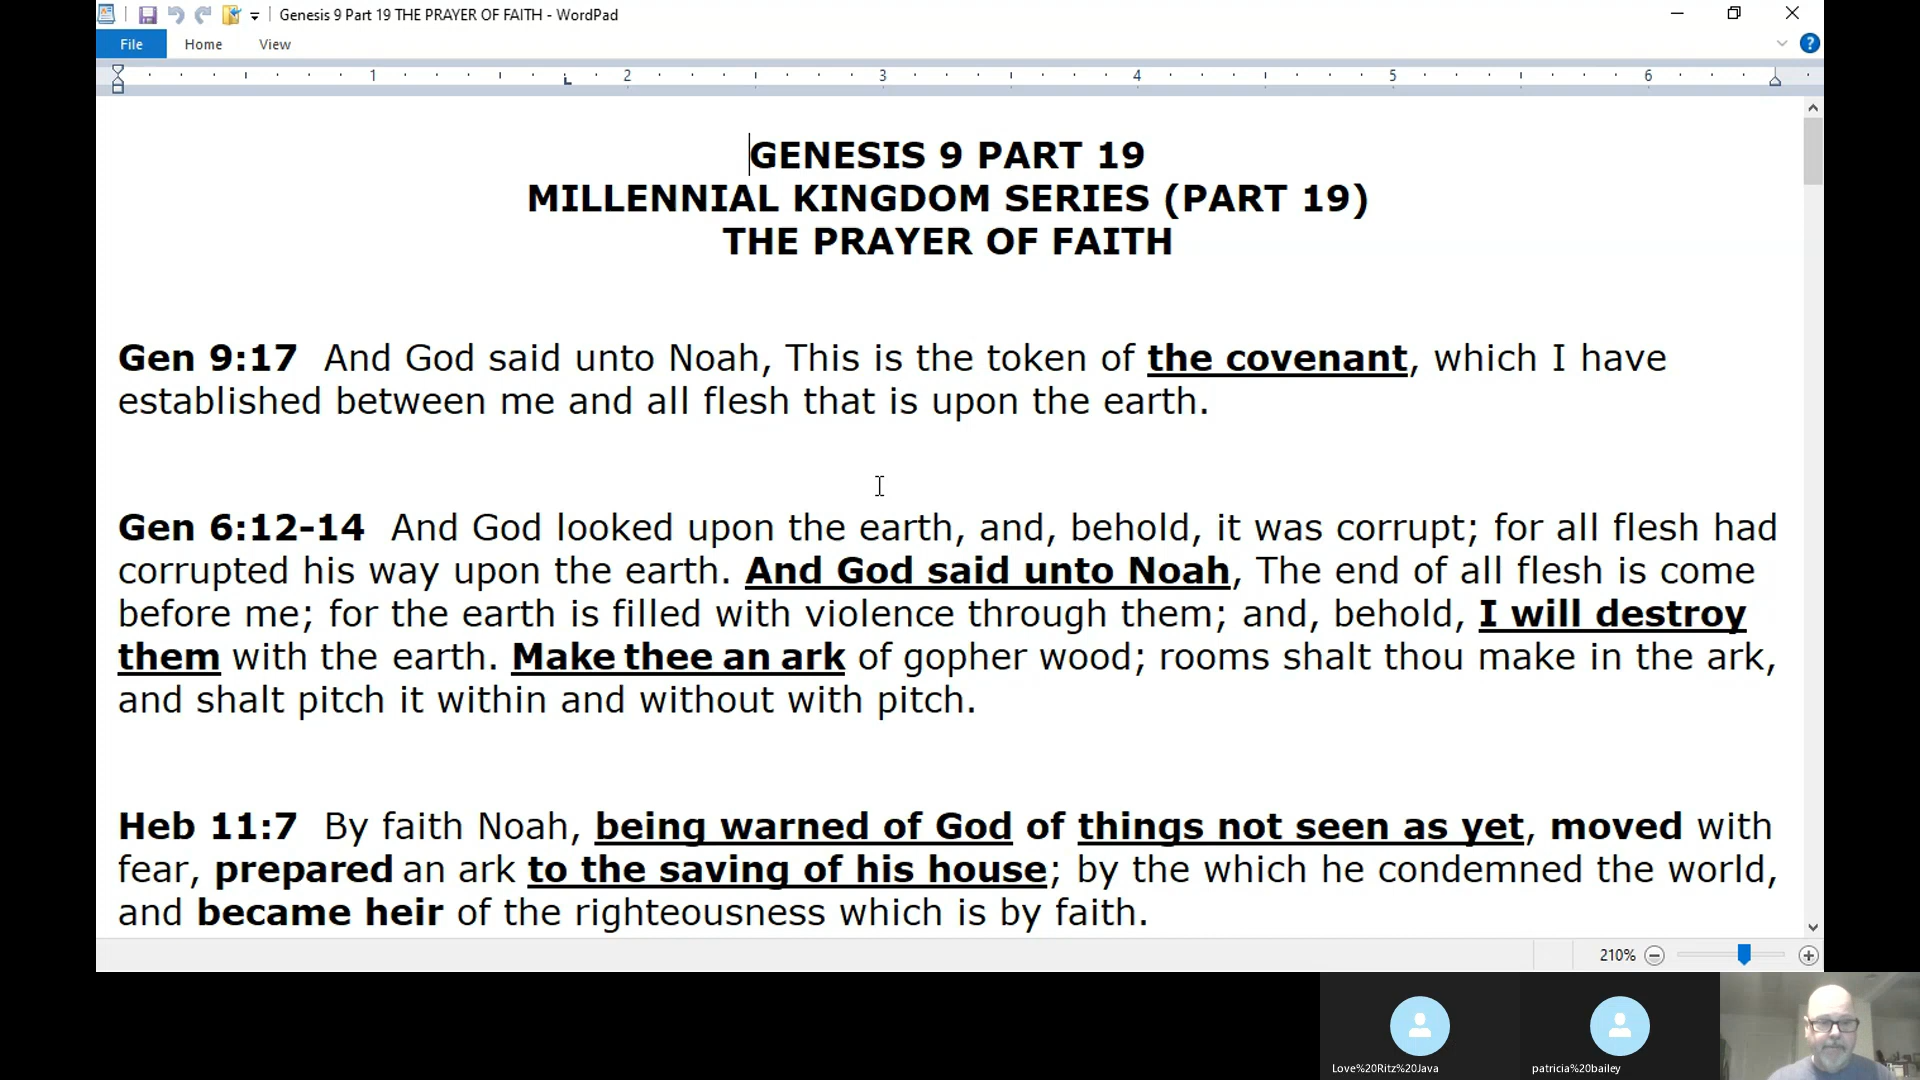 Genesis 9 Part 19 THE PRAYER OF FAITH - WordPad
File Home View
1 2 3 4 5 6
GENESIS 9 PART 19
MILLENNIAL KINGDOM SERIES (PART 19)
THE PRAYER OF FAITH
Gen 9:17 And God said unto Noah, This is the token of the covenant, which I have
established between me and all flesh that is upon the earth.
Gen 6:12-14 And God looked upon the earth, and, behold, it was corrupt; for all flesh had
corrupted his way upon the earth. And God said unto Noah, The end of all flesh is come
before me; for the earth is filled with violence through them; and, behold, I will destroy
them with the earth. Make thee an ark of gopher wood; rooms shalt thou make in the ark,
and shalt pitch it within and without with pitch.
Heb 11:7 By faith Noah, being warned of God of things not seen as yet, moved with
fear, prepared an ark to the saving of his house; by the which he condemned the world,
and became heir of the righteousness which is by faith.
210%
Love%20Ritz%20Java patricia%20bailey